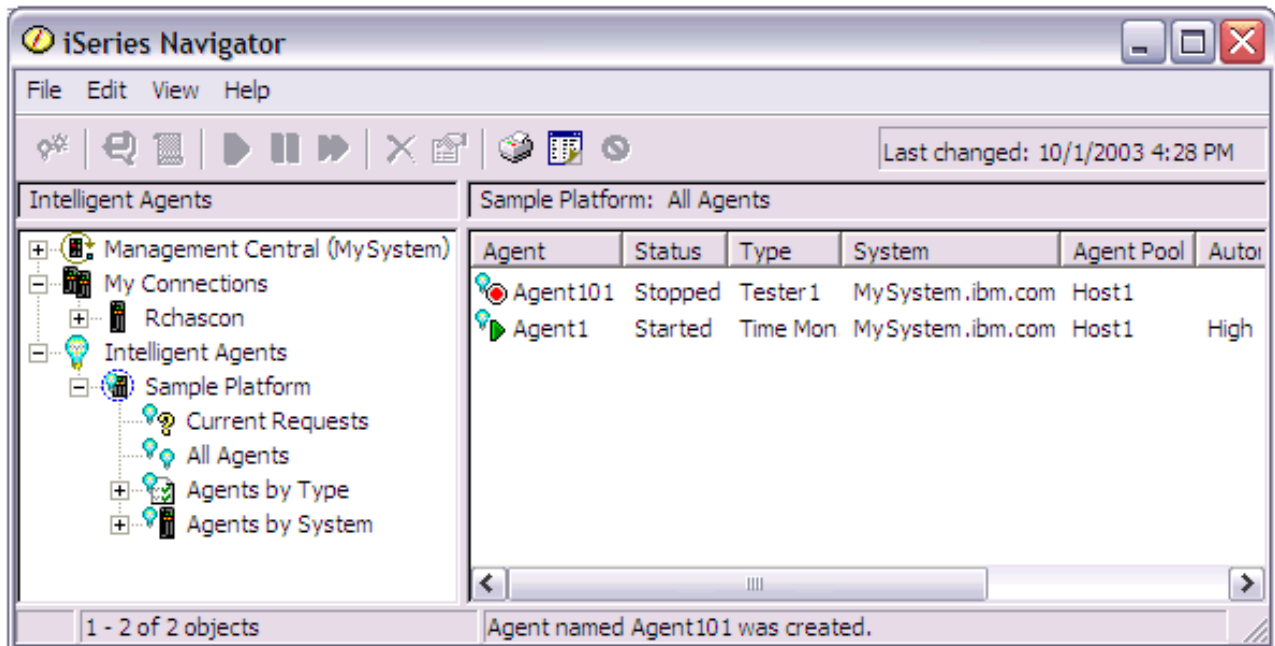 iSeries Navigator
File Edit View Help
Last changed: 10/1/2003 4:28 PM
Intelligent Agents
Sample Platform: All Agents
Management Central (MySystem)
My Connections
Rchascon
Intelligent Agents
Sample Platform
Current Requests
All Agents
Agents by Type
Agents by System
Agent Status Type System Agent Pool Autor
Agent101 Stopped Tester1 MySystem.ibm.com Host1
Agent1 Started Time Mon MySystem.ibm.com Host1 High
1 - 2 of 2 objects
Agent named Agent101 was created.